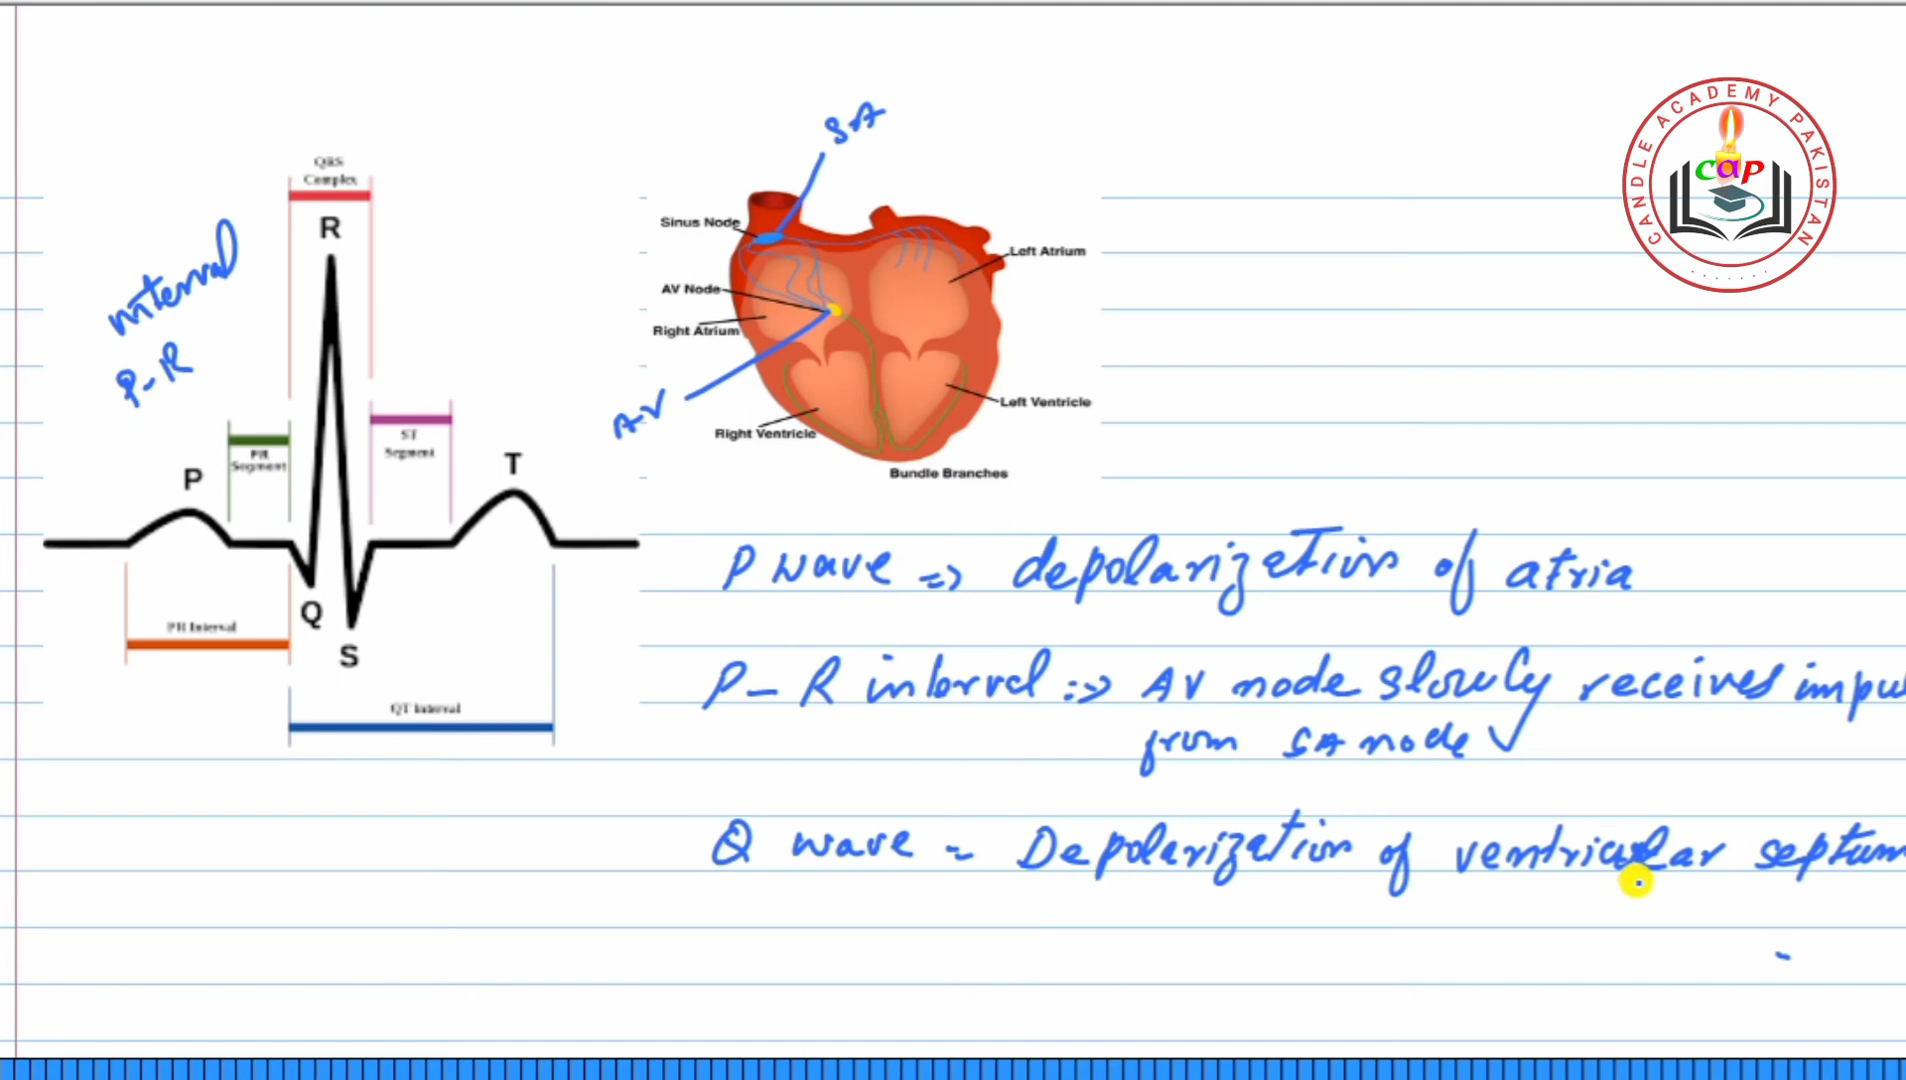 CANDLE ACADEMY PAKISTAN
cap
SA
QRS
Complex
R
interval
P-R
Sinus Node
Left Atrium
AV Node
Right Atrium
AV
Left Ventricle
Right Ventricle
Bundle Branches
PR
Segment
ST
Segment
P
T
Q
S
PR Interval
QT Interval
P wave => depolarization of atria
P-R interval => AV node slowly receives impu
from SA node ✓
Q wave = Depolarization of ventricular septum